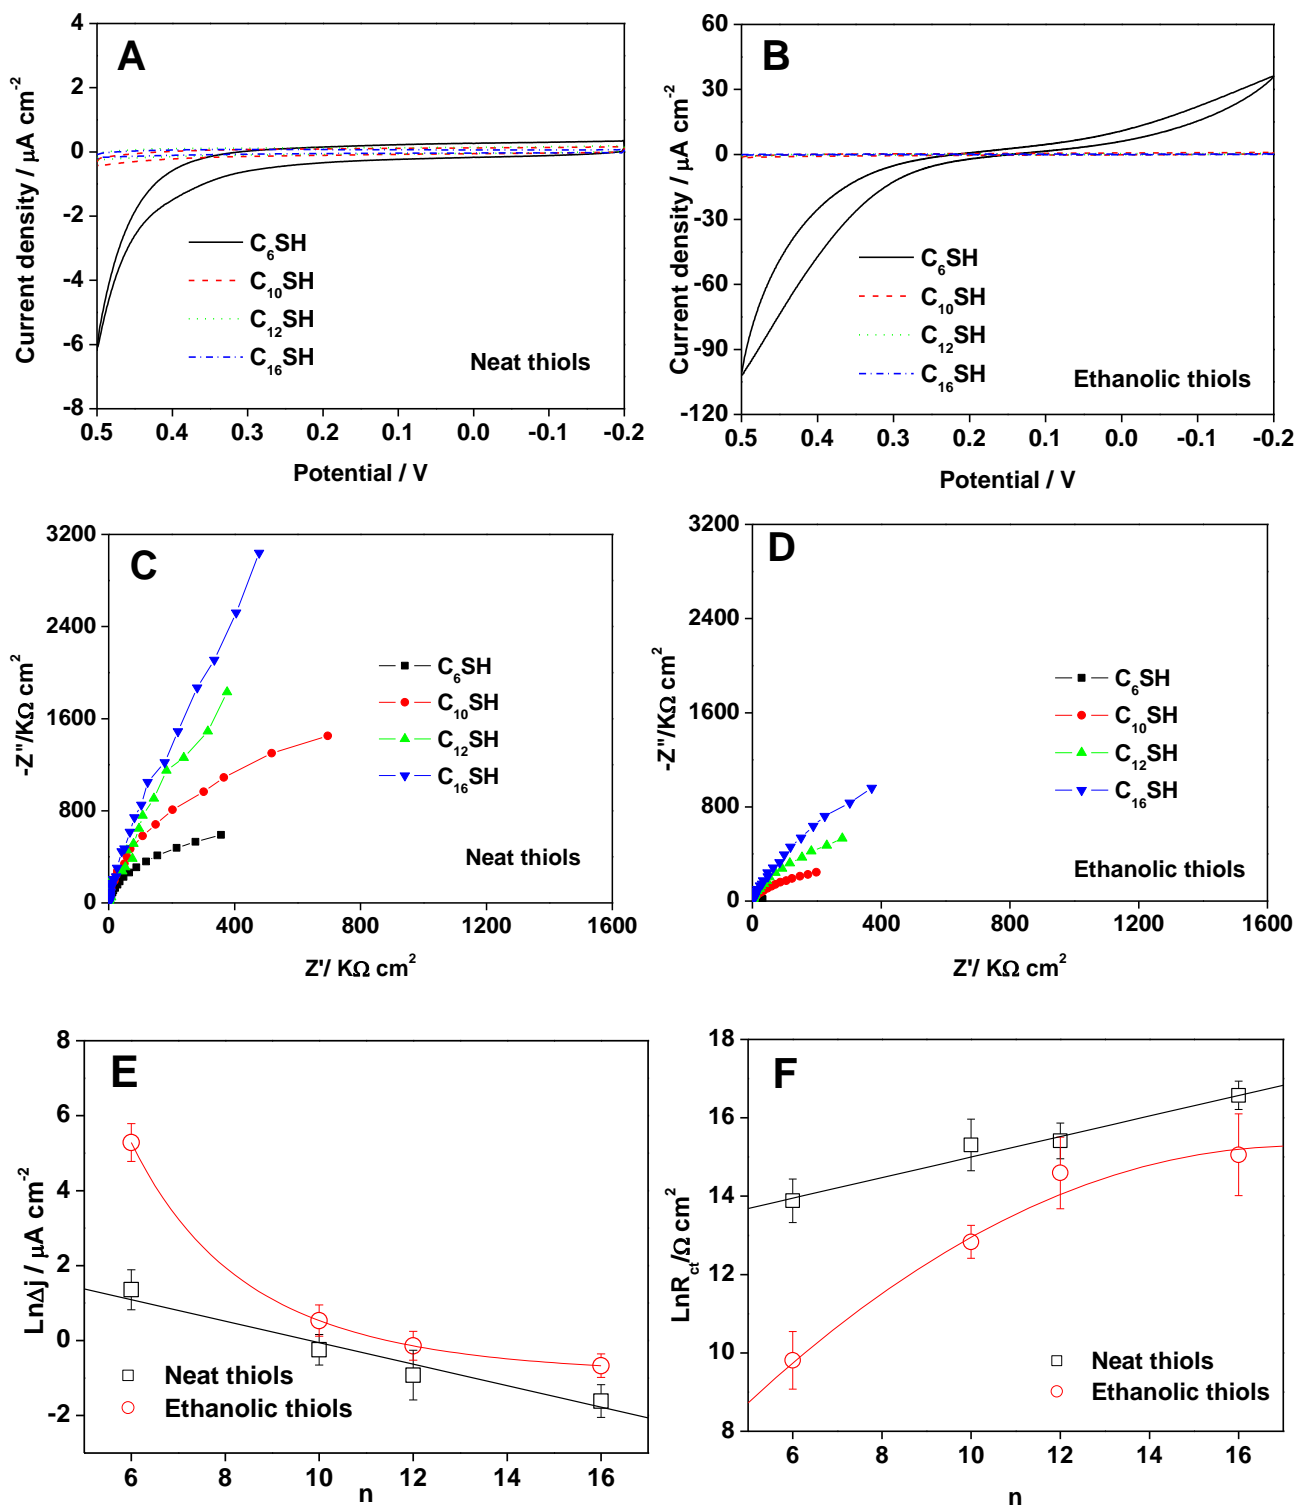 A
Current density / μA cm⁻²
4
2
0
-2
-4
-6
-8
C₆SH
C₁₀SH
C₁₂SH
C₁₆SH
Neat thiols
0.5 0.4 0.3 0.2 0.1 0.0 -0.1 -0.2
Potential / V
B
Current density / μA cm⁻²
60
30
0
-30
-60
-90
-120
C₆SH
C₁₀SH
C₁₂SH
C₁₆SH
Ethanolic thiols
0.5 0.4 0.3 0.2 0.1 0.0 -0.1 -0.2
Potential / V
C
-Z''/KΩ cm²
3200
2400
1600
800
0
C₆SH
C₁₀SH
C₁₂SH
C₁₆SH
Neat thiols
0 400 800 1200 1600
Z'/ KΩ cm²
D
-Z''/KΩ cm²
3200
2400
1600
800
0
C₆SH
C₁₀SH
C₁₂SH
C₁₆SH
Ethanolic thiols
0 400 800 1200 1600
Z'/ KΩ cm²
E
LnΔj / μA cm⁻²
8
6
4
2
0
-2
Neat thiols
Ethanolic thiols
6 8 10 12 14 16
n
F
LnR_ct/Ω cm²
18
16
14
12
10
8
Neat thiols
Ethanolic thiols
6 8 10 12 14 16
n